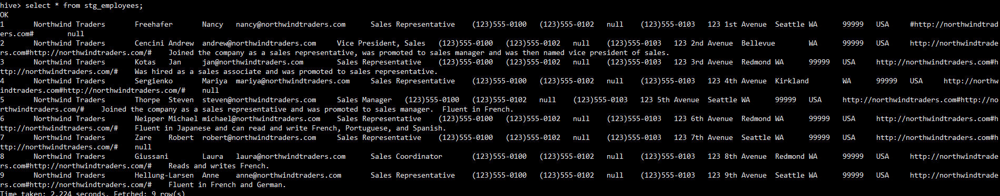 hive> select * from stg_employees;
OK
1 Northwind Traders Freehafer Nancy nancy@northwindtraders.com Sales Representative (123)555-0100 (123)555-0102 null (123)555-0103 123 1st Avenue Seattle WA 99999 USA #http://northwindtrad
ers.com# null
2 Northwind Traders Cencini Andrew andrew@northwindtraders.com Vice President, Sales (123)555-0100 (123)555-0102 null (123)555-0103 123 2nd Avenue Bellevue WA 99999 USA http://northwindtrade
rs.com#http://northwindtraders.com/# Joined the company as a sales representative, was promoted to sales manager and was then named vice president of sales.
3 Northwind Traders Kotas Jan jan@northwindtraders.com Sales Representative (123)555-0100 (123)555-0102 null (123)555-0103 123 3rd Avenue Redmond WA 99999 USA http://northwindtraders.com#h
ttp://northwindtraders.com/# Was hired as a sales associate and was promoted to sales representative.
4 Northwind Traders Sergienko Mariya mariya@northwindtraders.com Sales Representative (123)555-0100 (123)555-0102 null (123)555-0103 123 4th Avenue Kirkland WA 99999 USA http://northw
indtraders.com#http://northwindtraders.com/# null
5 Northwind Traders Thorpe Steven steven@northwindtraders.com Sales Manager (123)555-0100 (123)555-0102 null (123)555-0103 123 5th Avenue Seattle WA 99999 USA http://northwindtraders.com#http://no
rthwindtraders.com/# Joined the company as a sales representative and was promoted to sales manager. Fluent in French.
6 Northwind Traders Neipper Michael michael@northwindtraders.com Sales Representative (123)555-0100 (123)555-0102 null (123)555-0103 123 6th Avenue Redmond WA 99999 USA http://northwindtraders.com#h
ttp://northwindtraders.com/# Fluent in Japanese and can read and write French, Portuguese, and Spanish.
7 Northwind Traders Zare Robert robert@northwindtraders.com Sales Representative (123)555-0100 (123)555-0102 null (123)555-0103 123 7th Avenue Seattle WA 99999 USA http://northwindtraders.com#h
ttp://northwindtraders.com/# null
8 Northwind Traders Giussani Laura laura@northwindtraders.com Sales Coordinator (123)555-0100 (123)555-0102 null (123)555-0103 123 8th Avenue Redmond WA 99999 USA http://northwindtrade
rs.com#http://northwindtraders.com/# Reads and writes French.
9 Northwind Traders Hellung-Larsen Anne anne@northwindtraders.com Sales Representative (123)555-0100 (123)555-0102 null (123)555-0103 123 9th Avenue Seattle WA 99999 USA http://northwindtrade
rs.com#http://northwindtraders.com/# Fluent in French and German.
Time taken: 2.224 seconds, Fetched: 9 row(s)